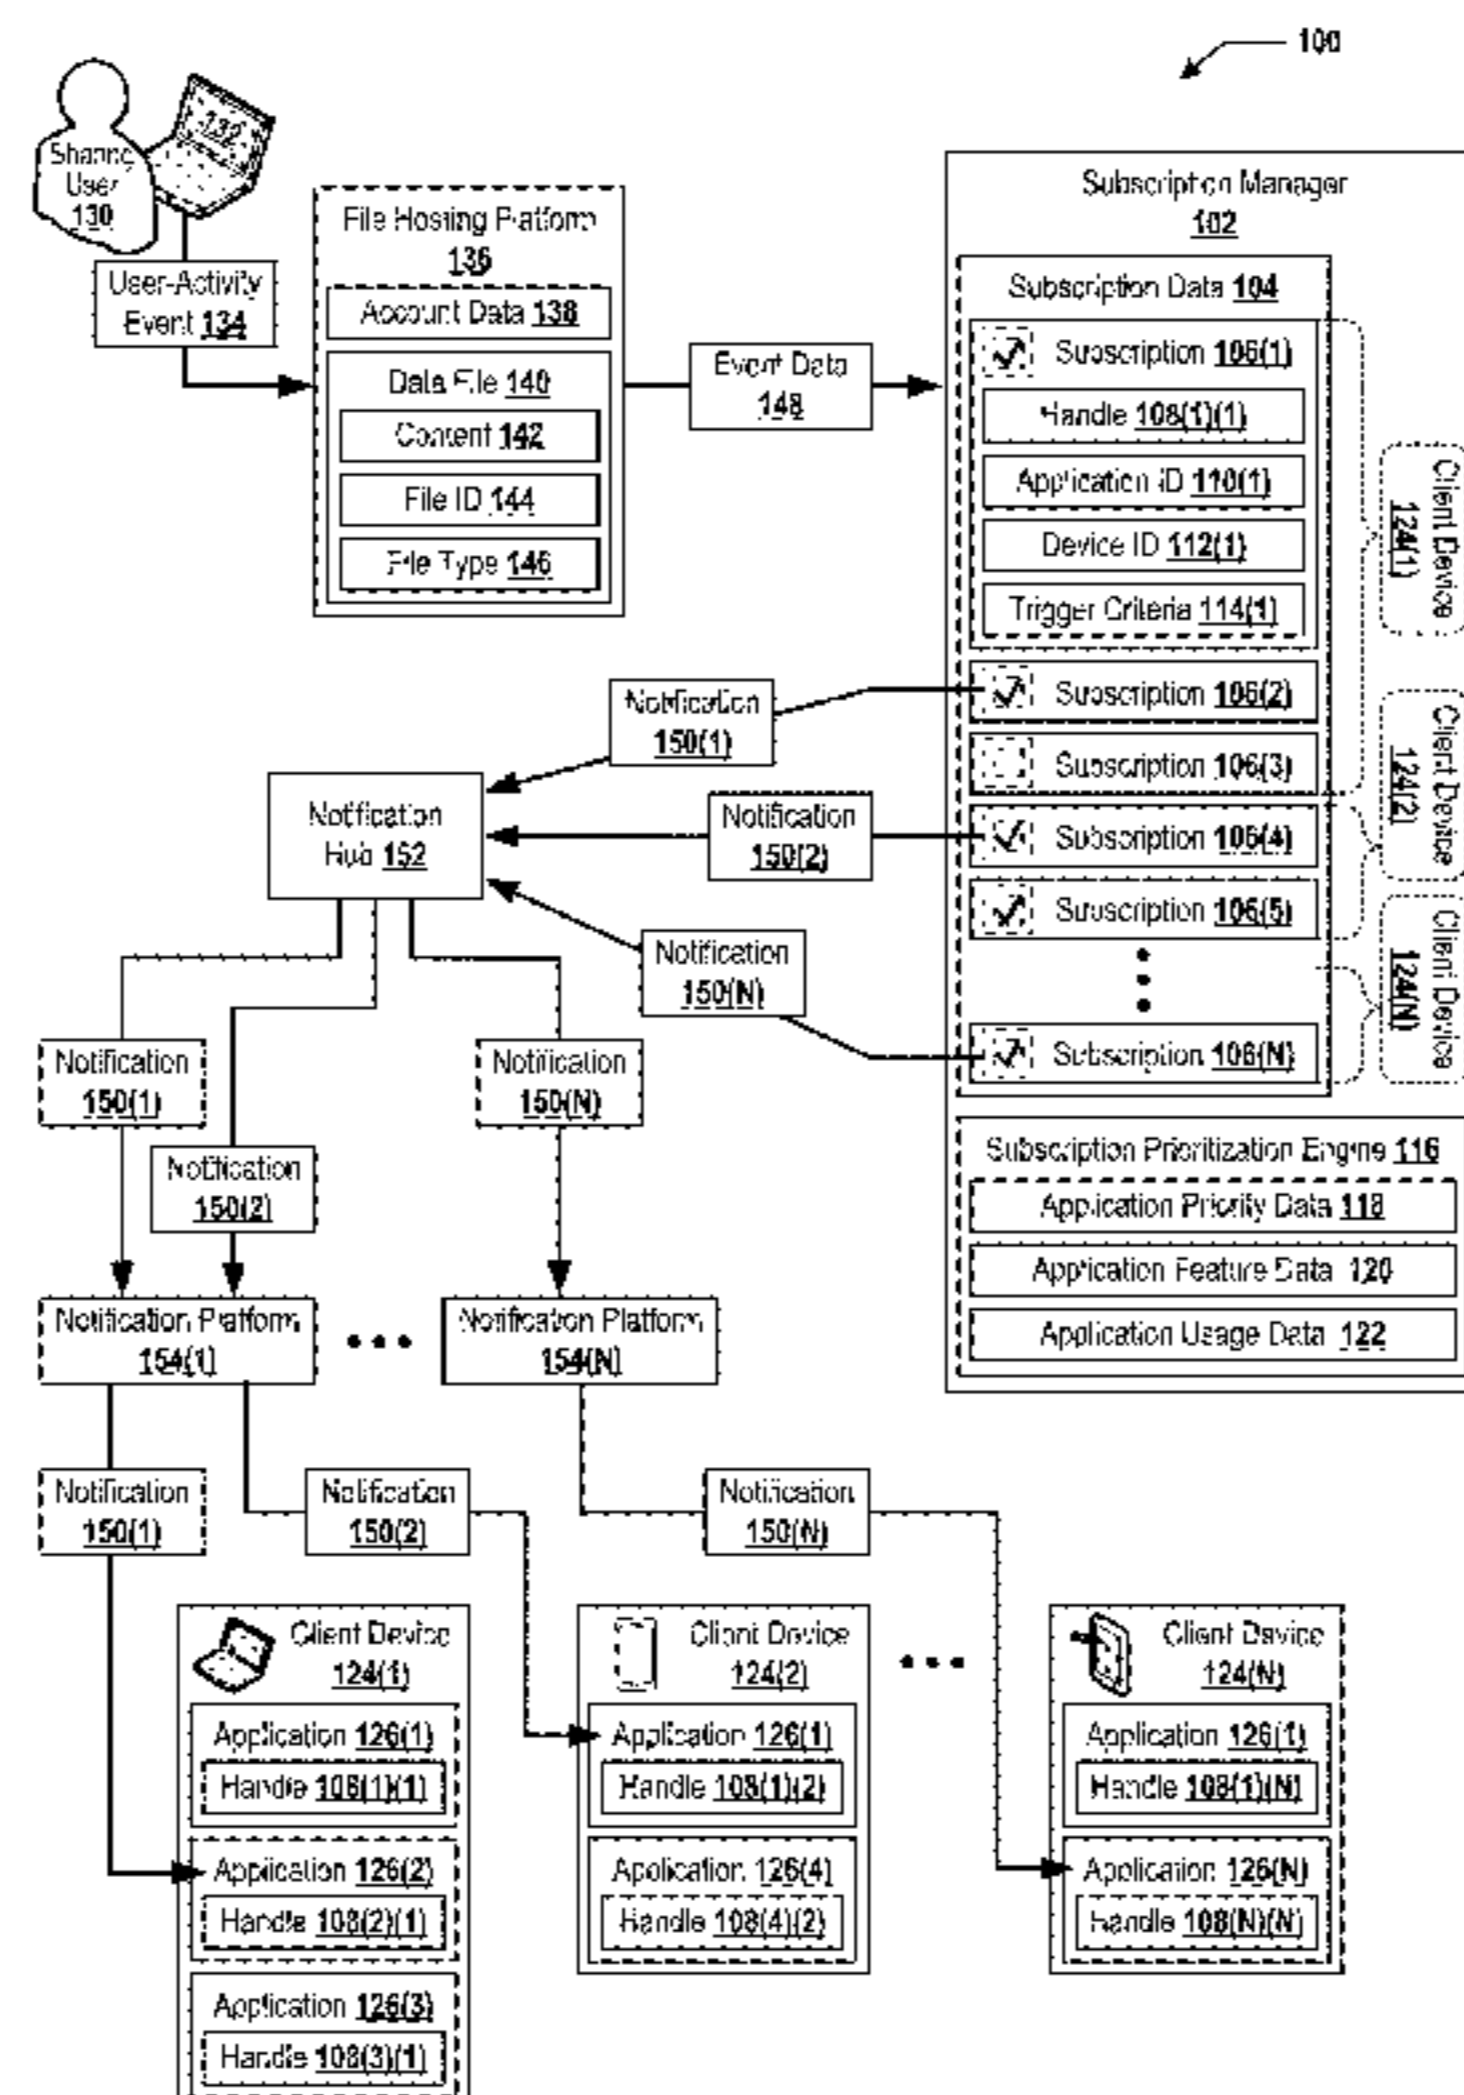 100
132
Sharing
User
130
User-Activity
Event 134
File Hosting Platform
136
Account Data 138
Data File 140
Content 142
File ID 144
File Type 146
Event Data
148
Subscription Manager
102
Subscription Data 104
Subscription 106(1)
Handle 108(1)(1)
Application ID 110(1)
Device ID 112(1)
Trigger Criteria 114(1)
Subscription 106(2)
Subscription 106(3)
Subscription 106(4)
Subscription 106(5)
Subscription 106(N)
Client Device
124(1)
Client Device
124(2)
Client Device
124(N)
Subscription Prioritization Engine 116
Application Priority Data 118
Application Feature Data 120
Application Usage Data 122
Notification
150(1)
Notification
150(2)
Notification
150(N)
Notification
Hub 152
Notification
150(1)
Notification
150(2)
Notification
150(N)
Notification Platform
154(1)
Notification Platform
154(N)
Notification
150(1)
Notification
150(2)
Notification
150(N)
Client Device
124(1)
Application 126(1)
Handle 108(1)(1)
Application 126(2)
Handle 108(2)(1)
Application 126(3)
Handle 108(3)(1)
Client Device
124(2)
Application 126(1)
Handle 108(1)(2)
Application 126(4)
Handle 108(4)(2)
Client Device
124(N)
Application 126(1)
Handle 108(1)(N)
Application 126(N)
Handle 108(N)(N)